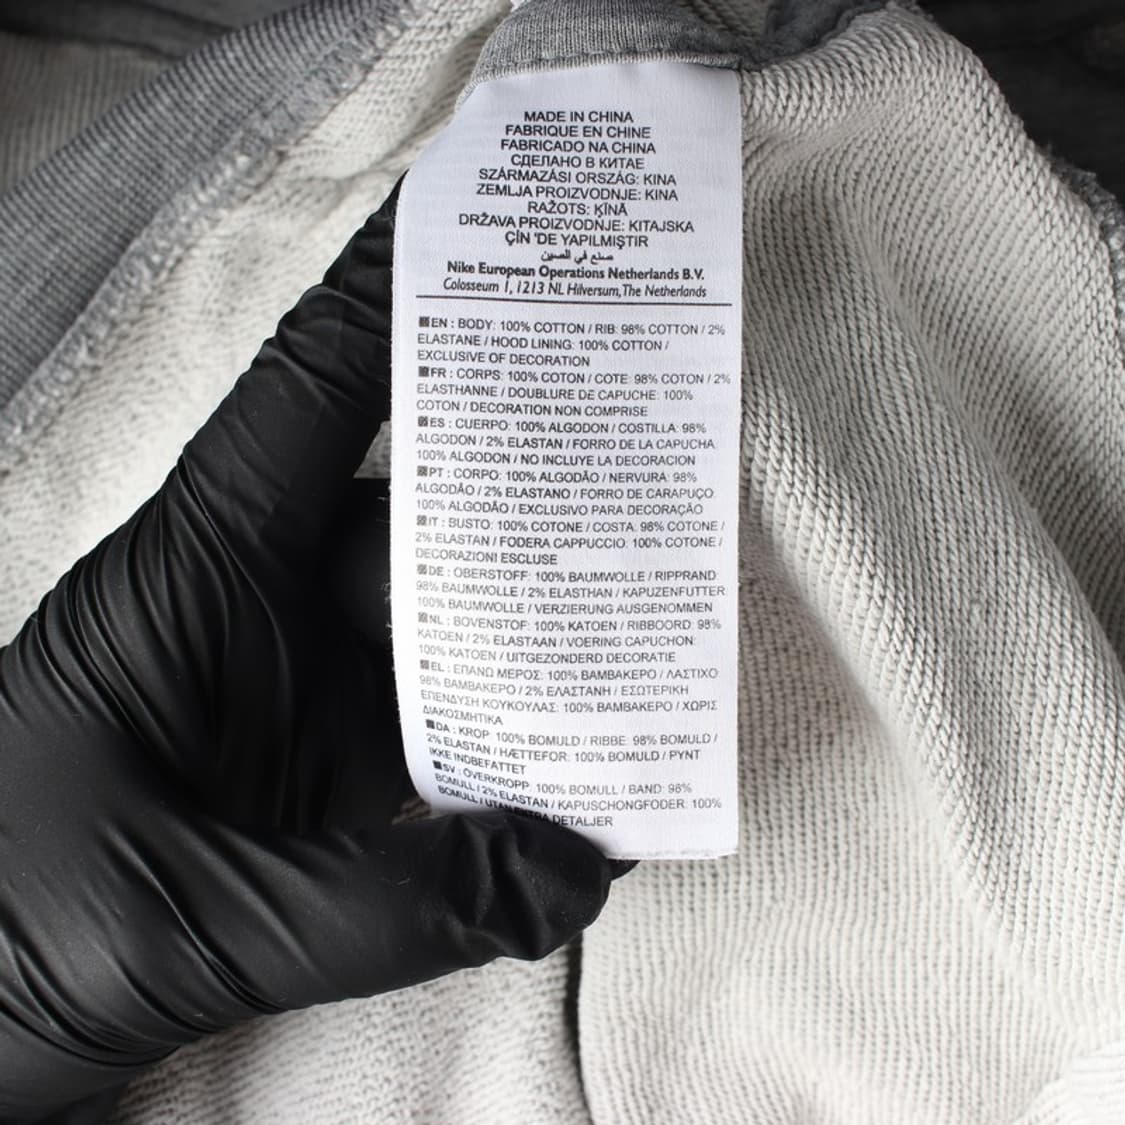 MADE IN CHINA
FABRIQUE EN CHINE
FABRICADO NA CHINA
СДЕЛАНО В КИТАЕ
SZÁRMAZÁSI ORSZÁG: KINA
ZEMLJA PROIZVODNJE: KINA
RAŽOTS: ĶĪNĀ
DRŽAVA PROIZVODNJE: KITAJSKA
ÇİN 'DE YAPILMIŞTIR
صنع في الصين
Nike European Operations Netherlands B.V.
Colosseum 1, 1213 NL Hilversum, The Netherlands
EN : BODY: 100% COTTON / RIB: 98% COTTON / 2%
ELASTANE / HOOD LINING: 100% COTTON /
EXCLUSIVE OF DECORATION
FR : CORPS: 100% COTON / COTE: 98% COTON / 2%
ELASTHANNE / DOUBLURE DE CAPUCHE: 100%
COTON / DECORATION NON COMPRISE
ES : CUERPO: 100% ALGODON / COSTILLA: 98%
ALGODON / 2% ELASTAN / FORRO DE LA CAPUCHA:
100% ALGODON / NO INCLUYE LA DECORACION
PT : CORPO: 100% ALGODÃO / NERVURA: 98%
ALGODÃO / 2% ELASTANO / FORRO DE CARAPUÇO:
100% ALGODÃO / EXCLUSIVO PARA DECORAÇÃO
IT : BUSTO: 100% COTONE / COSTA: 98% COTONE /
2% ELASTAN / FODERA CAPPUCCIO: 100% COTONE /
DECORAZIONI ESCLUSE
DE : OBERSTOFF: 100% BAUMWOLLE / RIPPRAND:
98% BAUMWOLLE / 2% ELASTHAN / KAPUZENFUTTER:
100% BAUMWOLLE / VERZIERUNG AUSGENOMMEN
NL : BOVENSTOF: 100% KATOEN / RIBBOORD: 98%
KATOEN / 2% ELASTAAN / VOERING CAPUCHON:
100% KATOEN / UITGEZONDERD DECORATIE
EL : ΕΠΑΝΩ ΜΕΡΟΣ: 100% ΒΑΜΒΑΚΕΡΟ / ΛΑΣΤΙΧΟ:
98% ΒΑΜΒΑΚΕΡΟ / 2% ΕΛΑΣΤΑΝΗ / ΕΣΩΤΕΡΙΚΗ
ΕΠΕΝΔΥΣΗ ΚΟΥΚΟΥΛΑΣ: 100% ΒΑΜΒΑΚΕΡΟ / ΧΩΡΙΣ
ΔΙΑΚΟΣΜΗΤΙΚΑ
DA : KROP: 100% BOMULD / RIBBE: 98% BOMULD /
2% ELASTAN / HÆTTEFOR: 100% BOMULD / PYNT
IKKE INDBEFATTET
SV : ÖVERKROPP: 100% BOMULL / BAND: 98%
BOMULL / 2% ELASTAN / KAPUSCHONGFODER: 100%
BOMULL / UTAN EXTRA DETALJER